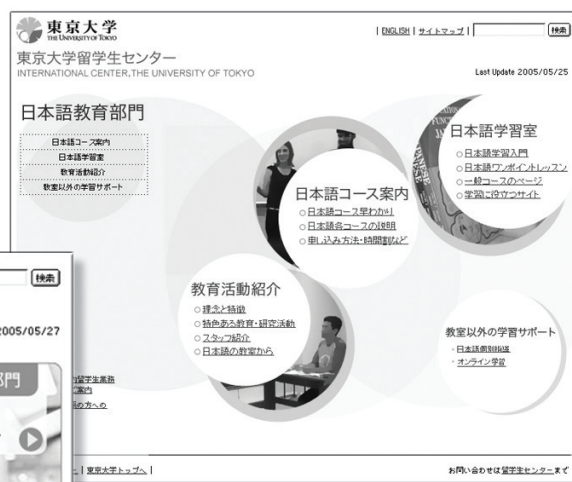 東京大学
THE UNIVERSITY OF TOKYO
| ENGLISH | サイトマップ |
検索
東京大学留学生センター
INTERNATIONAL CENTER,THE UNIVERSITY OF TOKYO
Last Update 2005/05/25
日本語教育部門
日本語コース案内
日本語学習室
教育活動紹介
教室以外の学習サポート
日本語学習室
日本語学習入門
日本語ワンポイントレッスン
一般コースのページ
学習に役立つサイト
日本語コース案内
日本語コース早わかり
日本語各コースの説明
申し込み方法・時間割など
教育活動紹介
理念と特徴
特色ある教育・研究活動
スタッフ紹介
日本語の教室から
教室以外の学習サポート
日本語個別指導
オンライン学習
検索
2005/05/27
部門
留学生業務
案内
の方への
| 東京大学トップへ |
お問い合わせは留学生センターまで